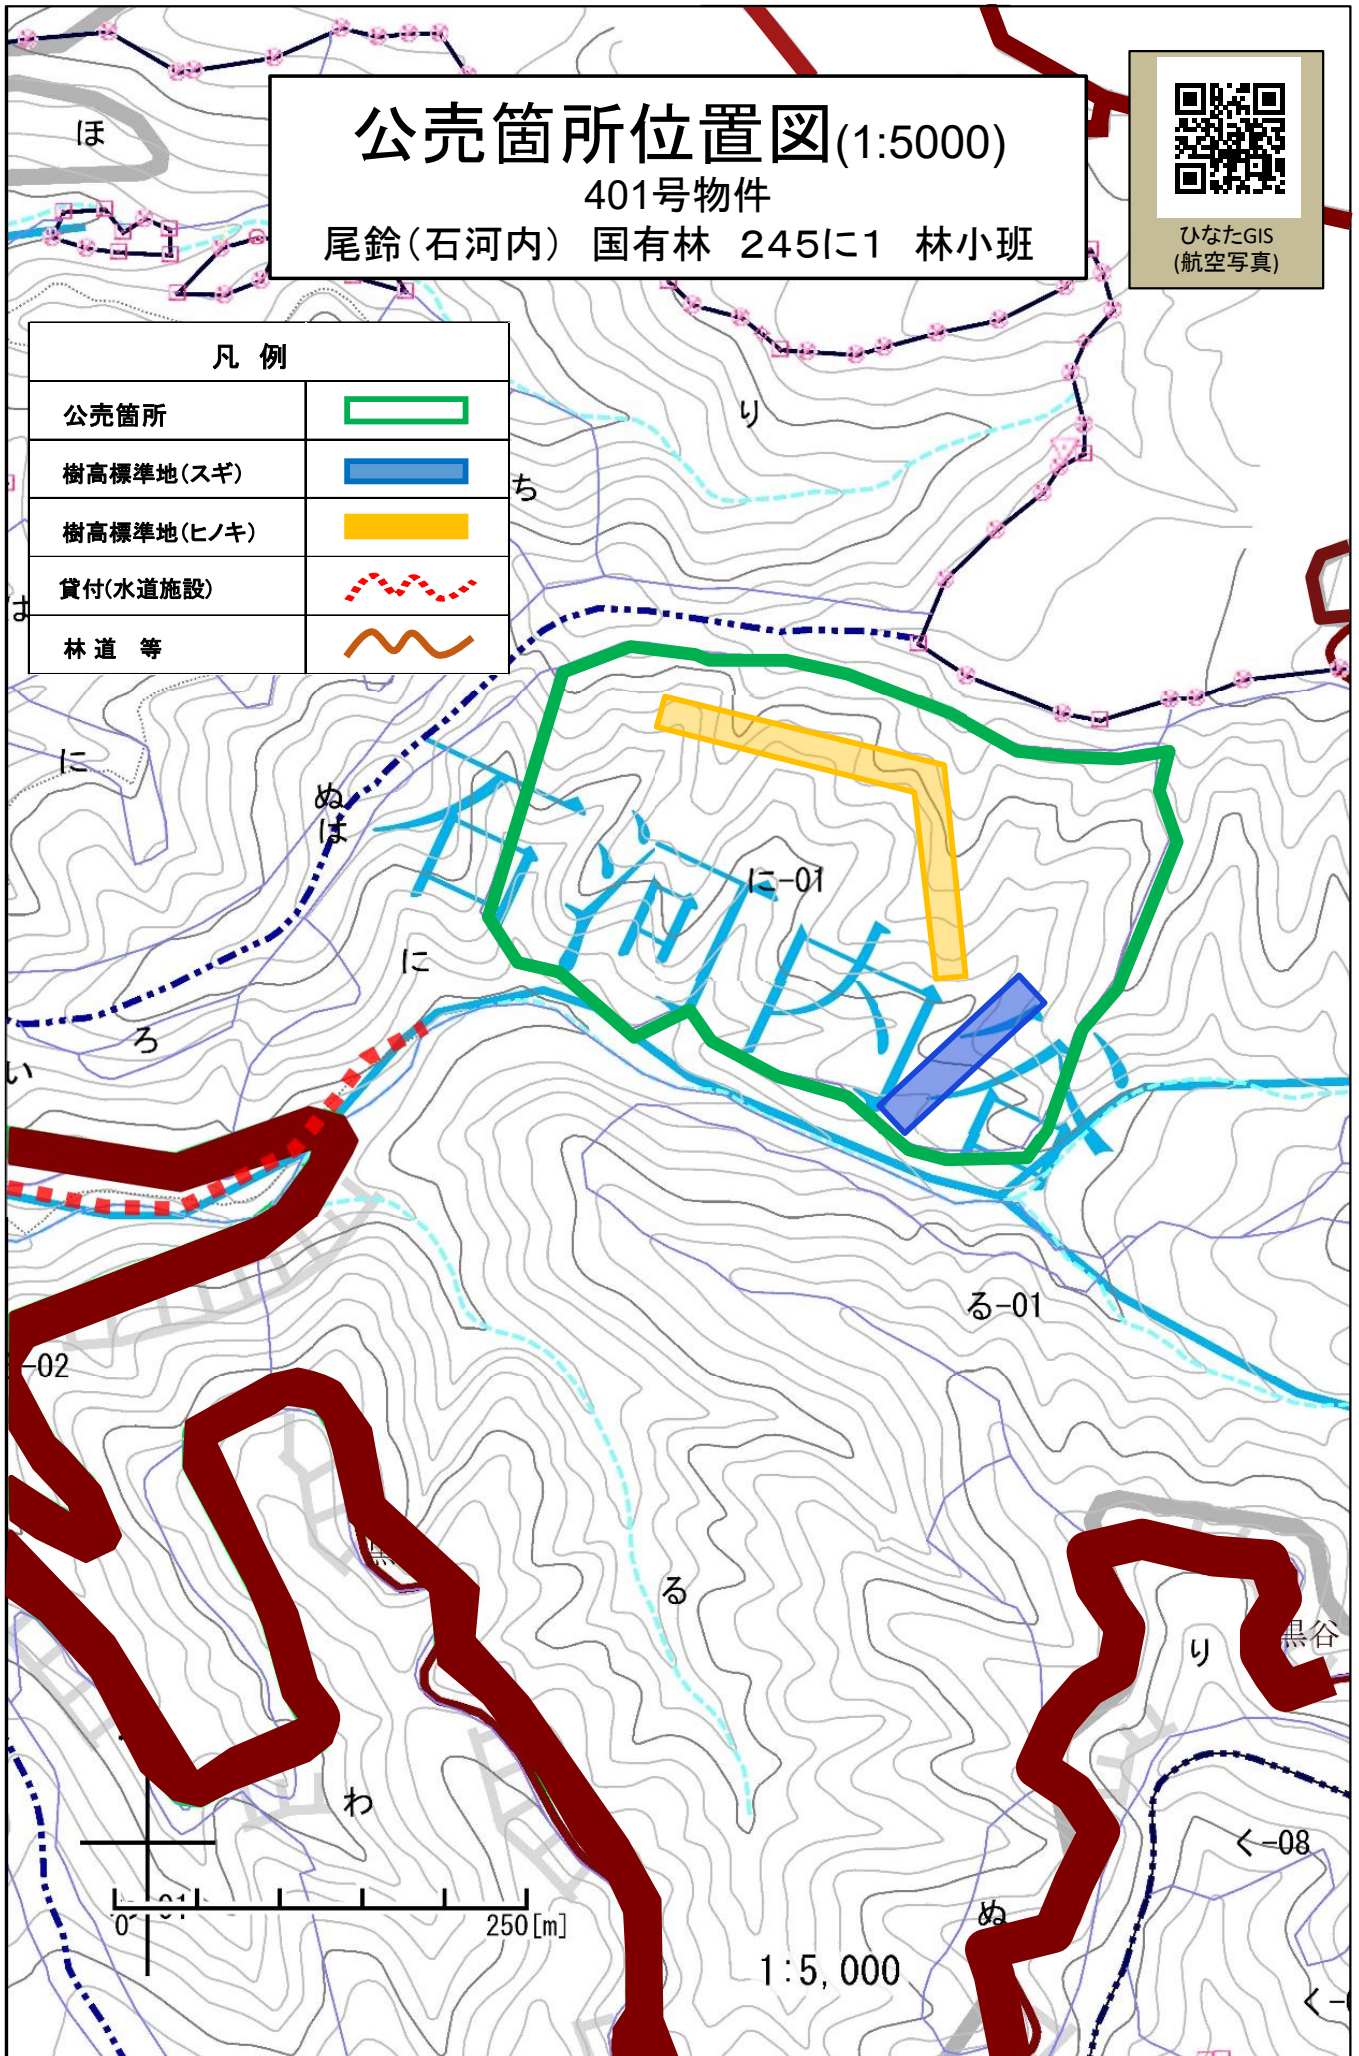 公売箇所位置図(1:5000)
401号物件
尾鈴(石河内) 国有林 245に1 林小班
ひなたGIS
(航空写真)
凡 例
公売箇所
樹高標準地(スギ)
樹高標準地(ヒノキ)
貸付(水道施設)
林 道 等
ほ
り
ち
は
に
ぬ
は
に-01
石河内
に
ろ
い
る-01
-02
る
り
黒谷
わ
く-08
ぬ
0
250[m]
1:5,000
く-